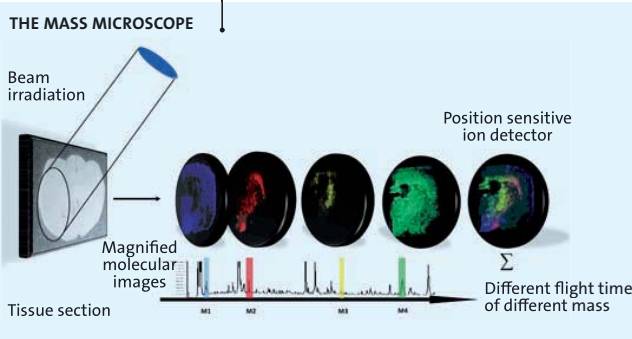 THE MASS MICROSCOPE
Beam
irradiation
Position sensitive
ion detector
Magnified
molecular
images
Σ
Different flight time
of different mass
Tissue section
M1 M2 M3 M4